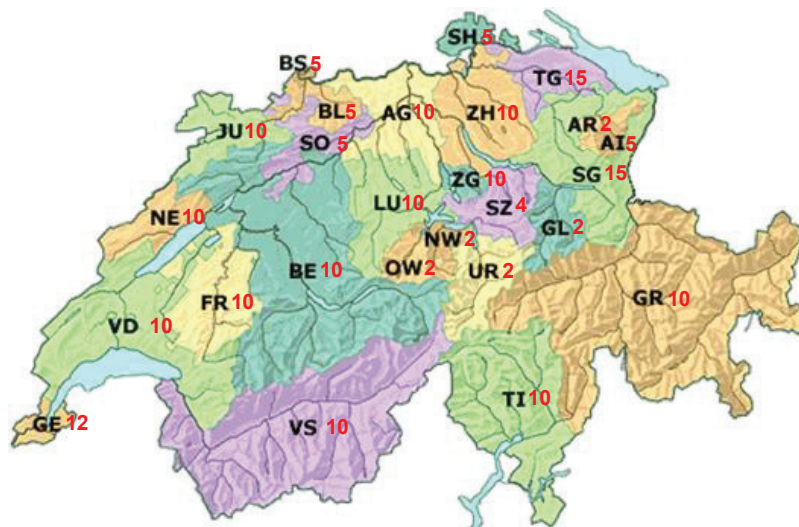 SH 5
BS 5
TG 15
BL 5
AG 10
ZH 10
AR 2
JU 10
SO 5
AI 5
ZG 10
SG 15
LU 10
SZ 4
NE 10
GL 2
NW 2
BE 10
OW 2
UR 2
FR 10
GR 10
VD 10
TI 10
GE 12
VS 10